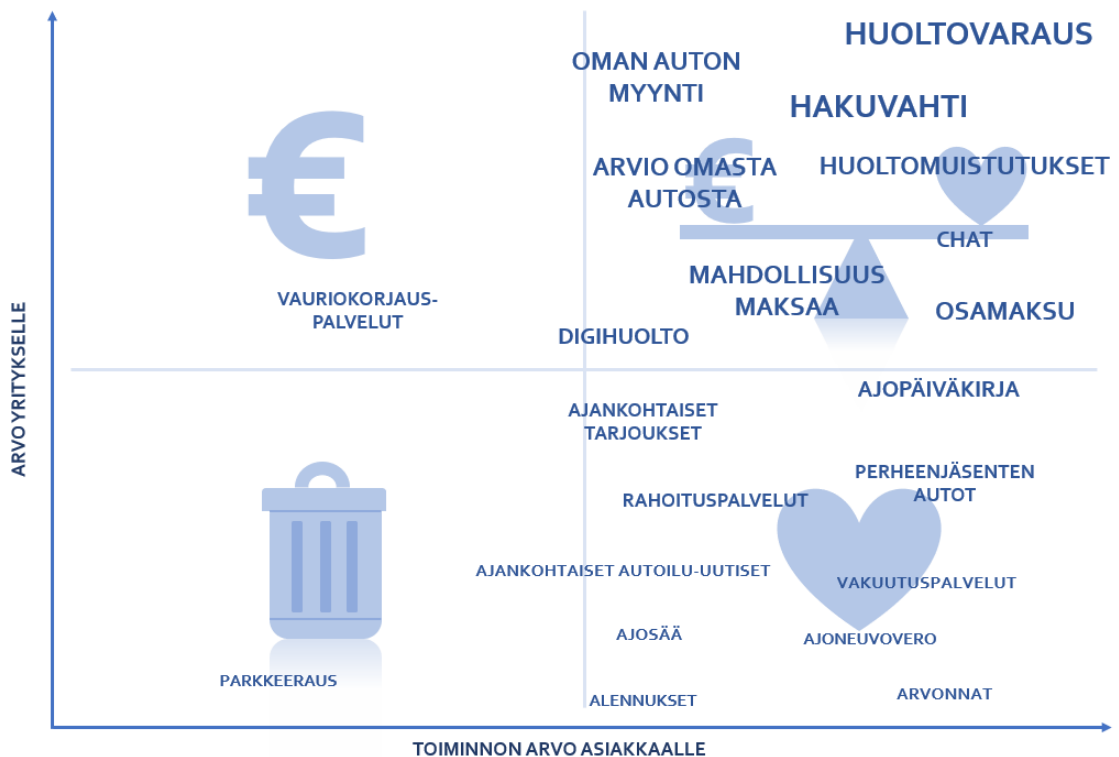 HUOLTOVARAUS
OMAN AUTON
MYYNTI
HAKUVAHTI
ARVIO OMASTA
AUTOSTA
HUOLTOMUISTUTUKSET
CHAT
MAHDOLLISUUS
MAKSAA
OSAMAKSU
VAURIOKORJAUS-
PALVELUT
DIGIHUOLTO
AJOPÄIVÄKIRJA
AJANKOHTAISET
TARJOUKSET
PERHEENJÄSENTEN
AUTOT
RAHOITUSPALVELUT
AJANKOHTAISET AUTOILU-UUTISET
VAKUUTUSPALVELUT
AJOSÄÄ
AJONEUVOVERO
PARKKEERAUS
ALENNUKSET
ARVONNAT
ARVO YRITYKSELLE
TOIMINNON ARVO ASIAKKAALLE